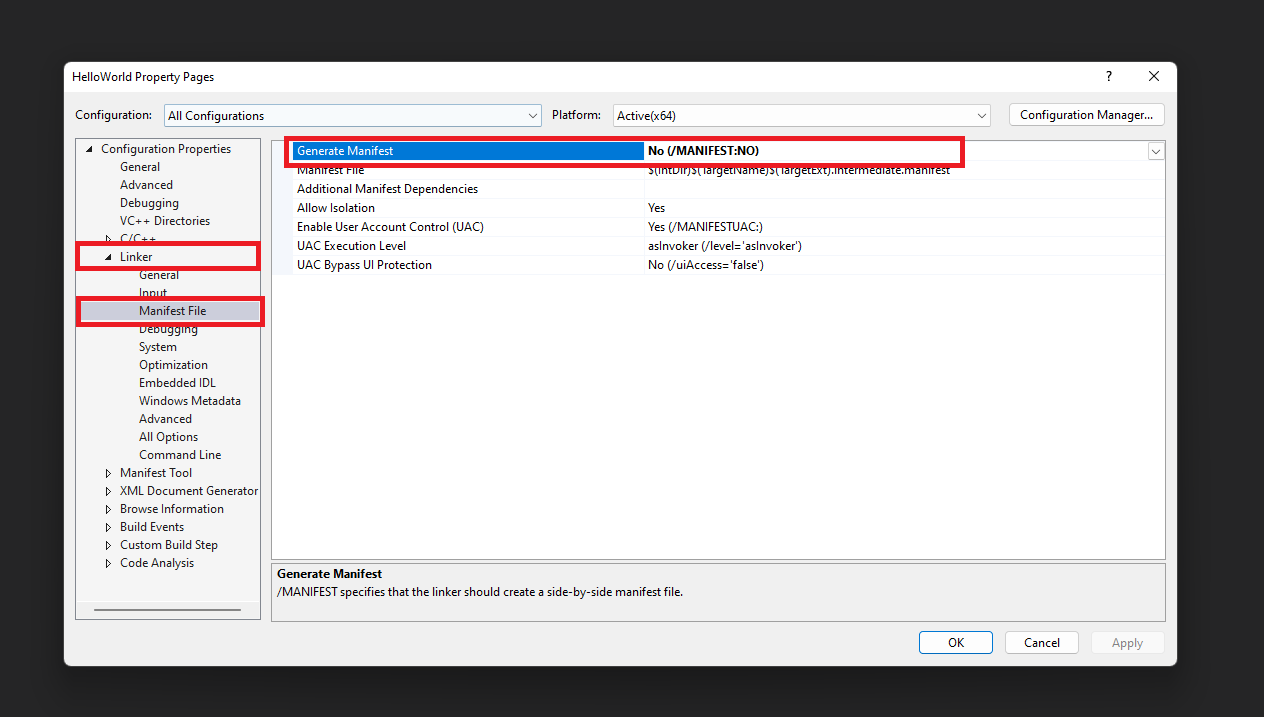 HelloWorld Property Pages ?
Configuration: All Configurations Platform: Active(x64) Configuration Manager...
Configuration Properties
General
Advanced
Debugging
VC++ Directories
C/C++
Linker
General
Input
Manifest File
Debugging
System
Optimization
Embedded IDL
Windows Metadata
Advanced
All Options
Command Line
Manifest Tool
XML Document Generator
Browse Information
Build Events
Custom Build Step
Code Analysis
Generate Manifest No (/MANIFEST:NO)
Manifest File $(IntDir)$(TargetName)$(TargetExt).intermediate.manifest
Additional Manifest Dependencies
Allow Isolation Yes
Enable User Account Control (UAC) Yes (/MANIFESTUAC:)
UAC Execution Level asInvoker (/level='asInvoker')
UAC Bypass UI Protection No (/uiAccess='false')
Generate Manifest
/MANIFEST specifies that the linker should create a side-by-side manifest file.
OK Cancel Apply